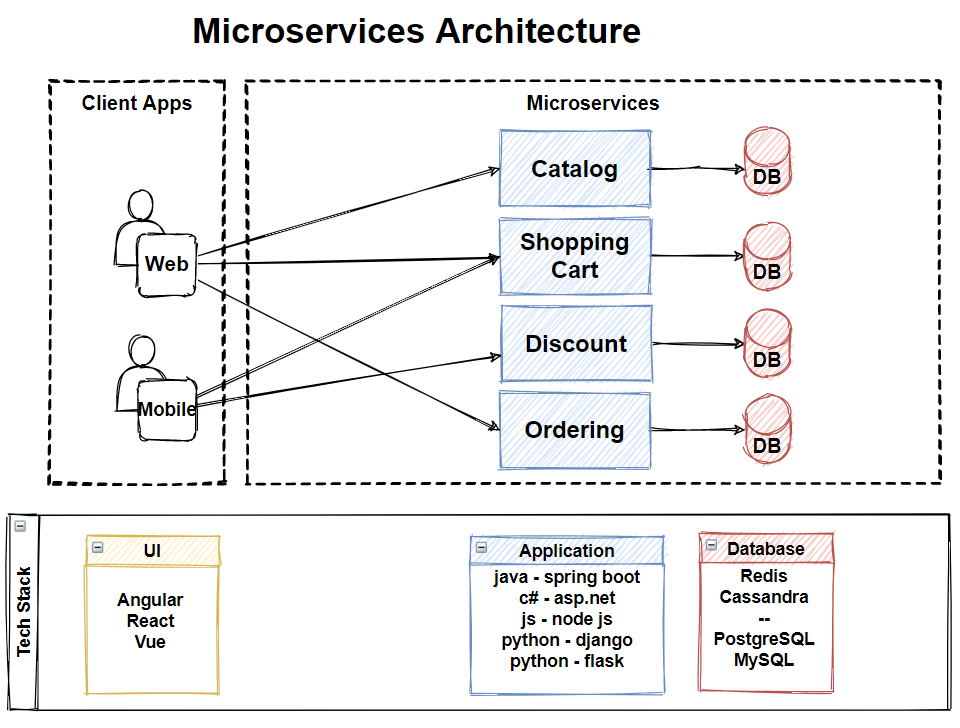 Microservices Architecture
Client Apps
Microservices
Catalog
DB
Shopping
Cart
DB
Web
Discount
DB
Mobile
Ordering
DB
Tech Stack
UI
Angular
React
Vue
Application
java - spring boot
c# - asp.net
js - node js
python - django
python - flask
Database
Redis
Cassandra
--
PostgreSQL
MySQL